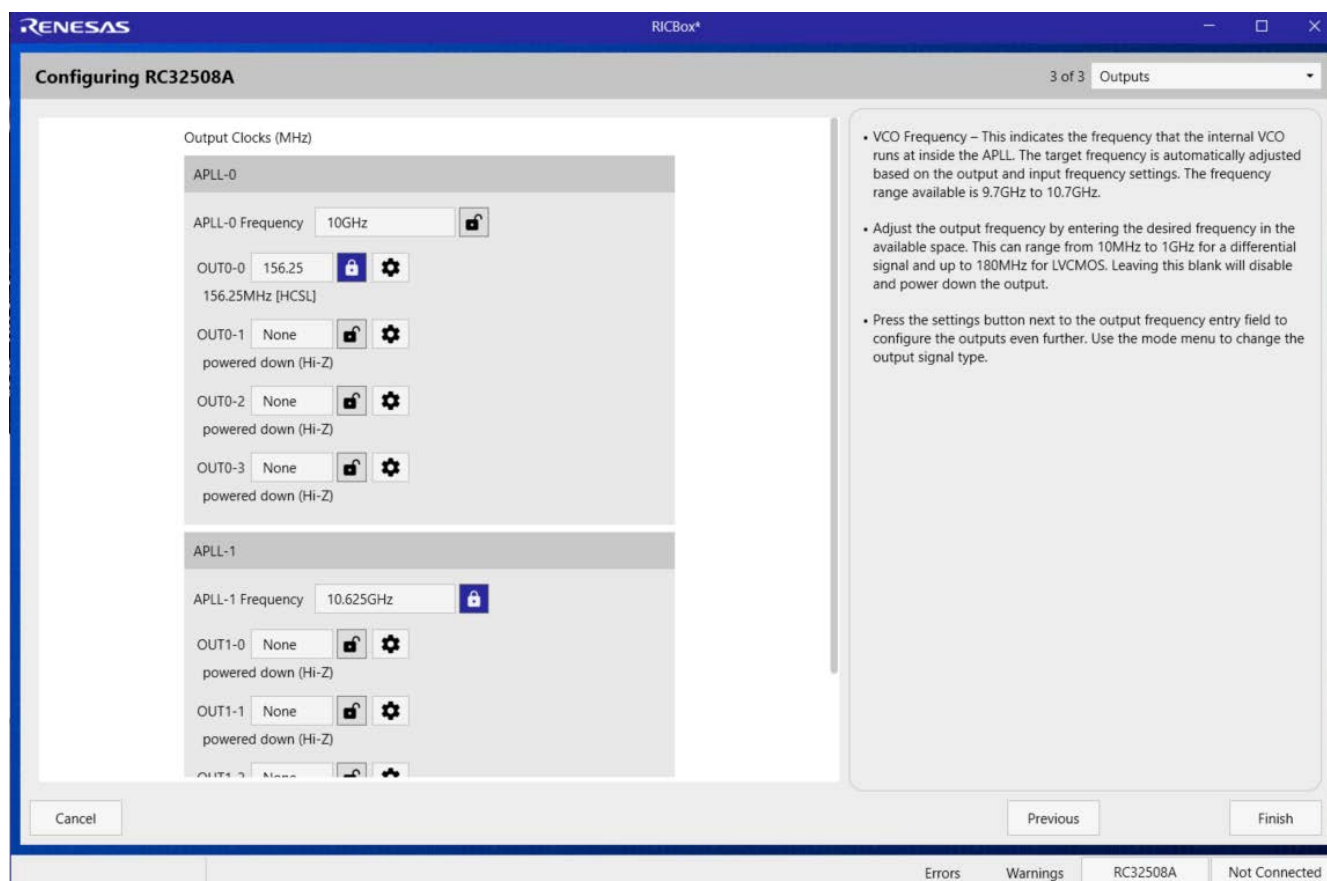 RENESAS
RICBox*
Configuring RC32508A
3 of 3 Outputs
Output Clocks (MHz)
APLL-0
APLL-0 Frequency 10GHz
OUT0-0 156.25
156.25MHz [HCSL]
OUT0-1 None
powered down (Hi-Z)
OUT0-2 None
powered down (Hi-Z)
OUT0-3 None
powered down (Hi-Z)
APLL-1
APLL-1 Frequency 10.625GHz
OUT1-0 None
powered down (Hi-Z)
OUT1-1 None
powered down (Hi-Z)
OUT1-2 None
• VCO Frequency – This indicates the frequency that the internal VCO
runs at inside the APLL. The target frequency is automatically adjusted
based on the output and input frequency settings. The frequency
range available is 9.7GHz to 10.7GHz.
• Adjust the output frequency by entering the desired frequency in the
available space. This can range from 10MHz to 1GHz for a differential
signal and up to 180MHz for LVCMOS. Leaving this blank will disable
and power down the output.
• Press the settings button next to the output frequency entry field to
configure the outputs even further. Use the mode menu to change the
output signal type.
Cancel
Previous
Finish
Errors
Warnings
RC32508A
Not Connected